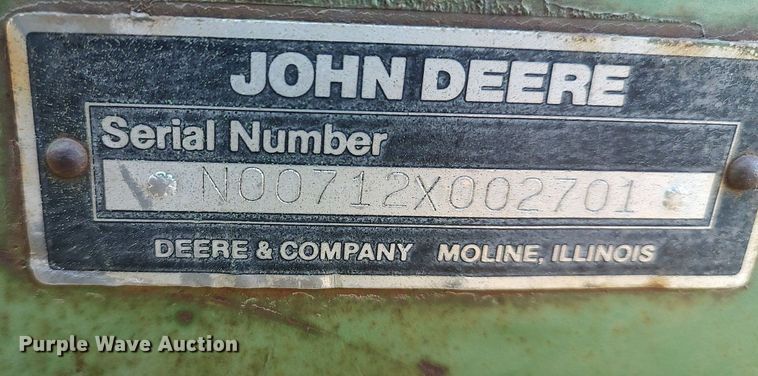 JOHN DEERE
Serial Number
N00712X002701
DEERE & COMPANY MOLINE, ILLINOIS
Purple Wave Auction